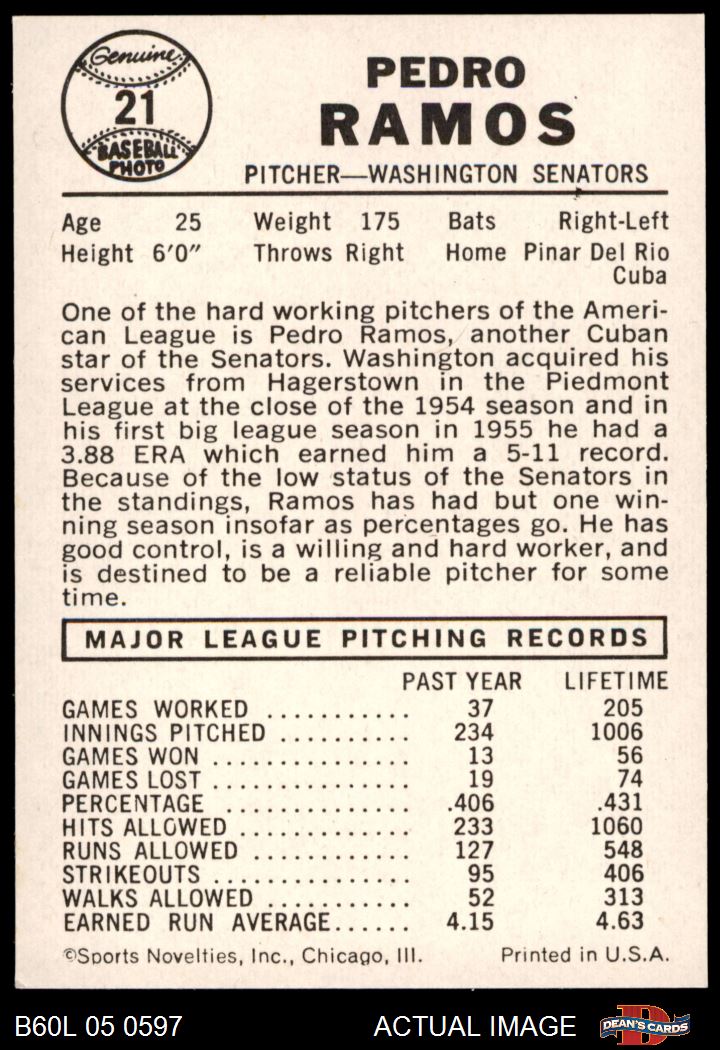 Genuine
21
BASEBALL
PHOTO
PEDRO
RAMOS
PITCHER—WASHINGTON SENATORS
Age 25 Weight 175 Bats Right-Left
Height 6'0" Throws Right Home Pinar Del Rio
Cuba
One of the hard working pitchers of the Ameri-
can League is Pedro Ramos, another Cuban
star of the Senators. Washington acquired his
services from Hagerstown in the Piedmont
League at the close of the 1954 season and in
his first big league season in 1955 he had a
3.88 ERA which earned him a 5-11 record.
Because of the low status of the Senators in
the standings, Ramos has had but one win-
ning season insofar as percentages go. He has
good control, is a willing and hard worker, and
is destined to be a reliable pitcher for some
time.
MAJOR LEAGUE PITCHING RECORDS
PAST YEAR LIFETIME
GAMES WORKED ........... 37 205
INNINGS PITCHED .......... 234 1006
GAMES WON .............. 13 56
GAMES LOST .............. 19 74
PERCENTAGE ............. .406 .431
HITS ALLOWED ............ 233 1060
RUNS ALLOWED ........... 127 548
STRIKEOUTS .............. 95 406
WALKS ALLOWED .......... 52 313
EARNED RUN AVERAGE...... 4.15 4.63
©Sports Novelties, Inc., Chicago, Ill. Printed in U.S.A.
B60L 05 0597 ACTUAL IMAGE D DEAN'S CARDS